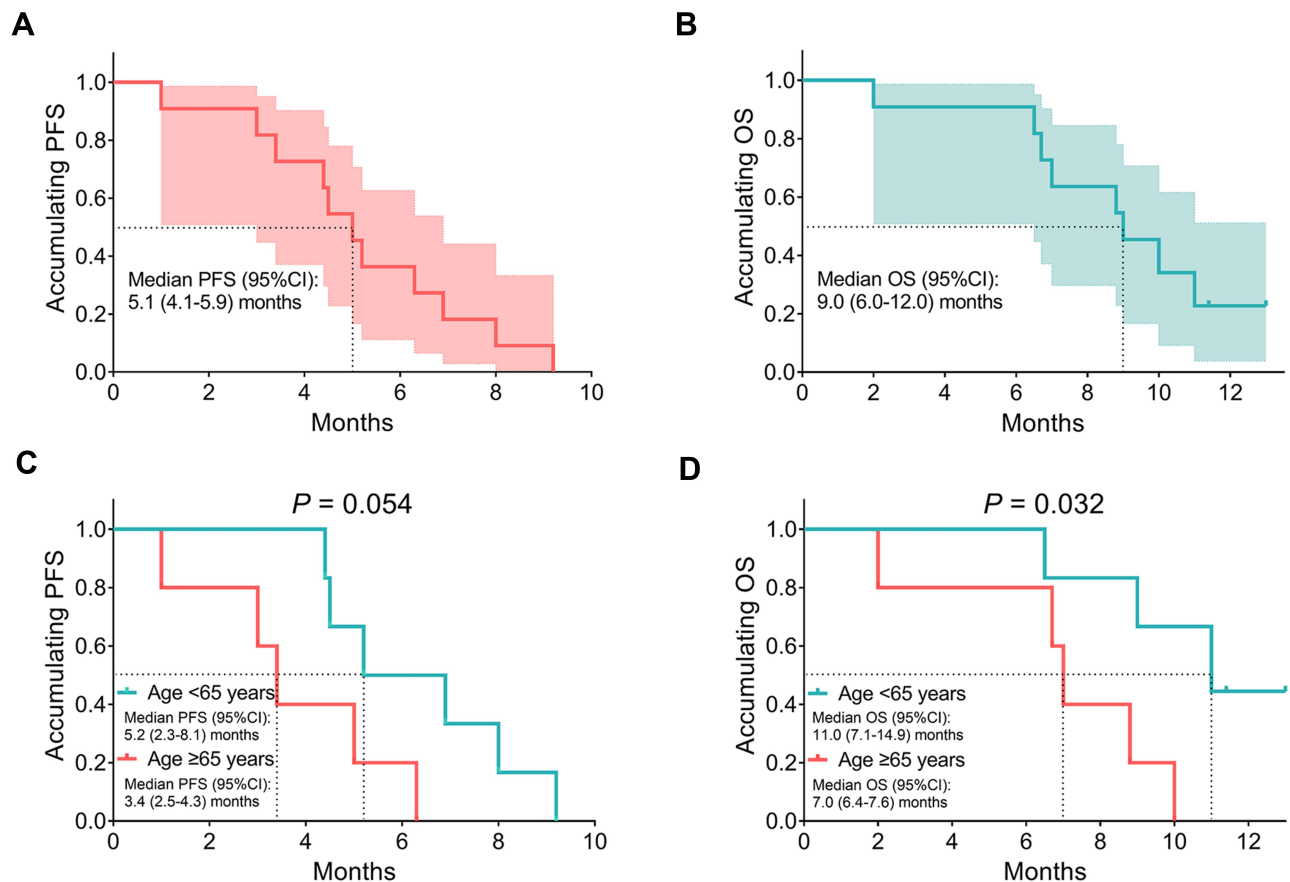 A
1.0
0.8
0.6
0.4
0.2
0.0
Accumulating PFS
Median PFS (95%CI):
5.1 (4.1-5.9) months
0 2 4 6 8 10
Months
B
1.0
0.8
0.6
0.4
0.2
0.0
Accumulating OS
Median OS (95%CI):
9.0 (6.0-12.0) months
0 2 4 6 8 10 12
Months
C
P = 0.054
1.0
0.8
0.6
0.4
0.2
0.0
Accumulating PFS
Age <65 years
Median PFS (95%CI):
5.2 (2.3-8.1) months
Age ≥65 years
Median PFS (95%CI):
3.4 (2.5-4.3) months
0 2 4 6 8 10
Months
D
P = 0.032
1.0
0.8
0.6
0.4
0.2
0.0
Accumulating OS
Age <65 years
Median OS (95%CI):
11.0 (7.1-14.9) months
Age ≥65 years
Median OS (95%CI):
7.0 (6.4-7.6) months
0 2 4 6 8 10 12
Months